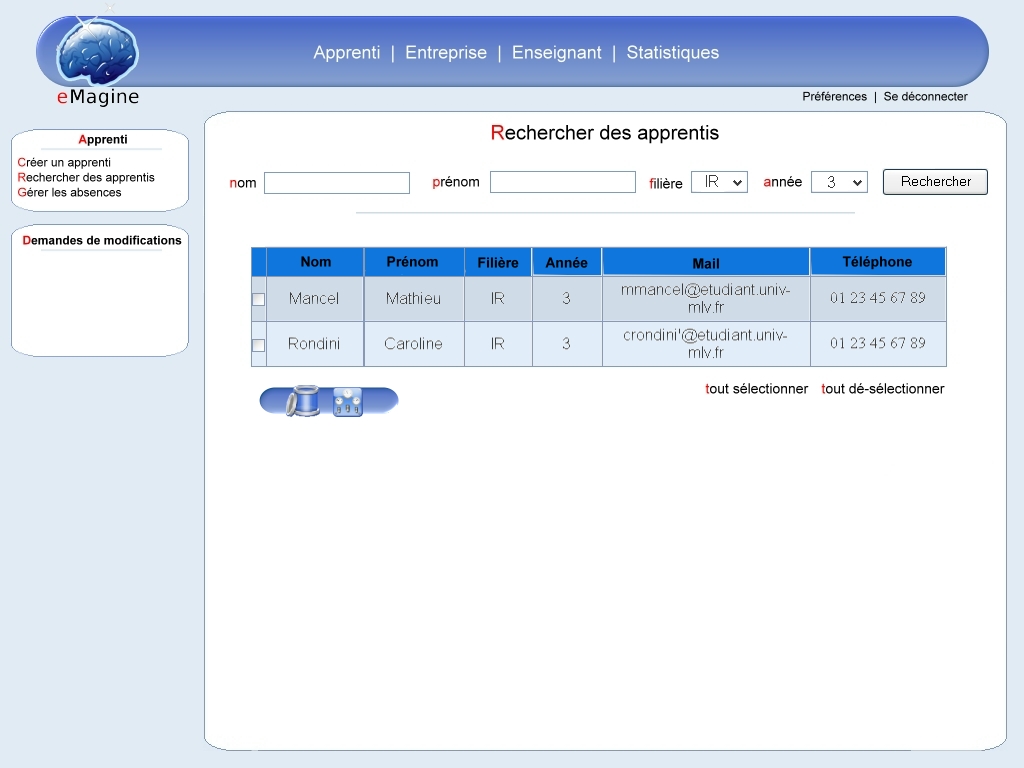 Apprenti | Entreprise | Enseignant | Statistiques
eMagine
Préférences | Se déconnecter
Apprenti
Créer un apprenti
Rechercher des apprentis
Gérer les absences
Demandes de modifications
Rechercher des apprentis
nom prénom filière IR année 3 Rechercher
Nom Prénom Filière Année Mail Téléphone
Mancel Mathieu IR 3 mmancel@etudiant.univ-
mlv.fr 01 23 45 67 89
Rondini Caroline IR 3 crondini'@etudiant.univ-
mlv.fr 01 23 45 67 89
tout sélectionner tout dé-sélectionner